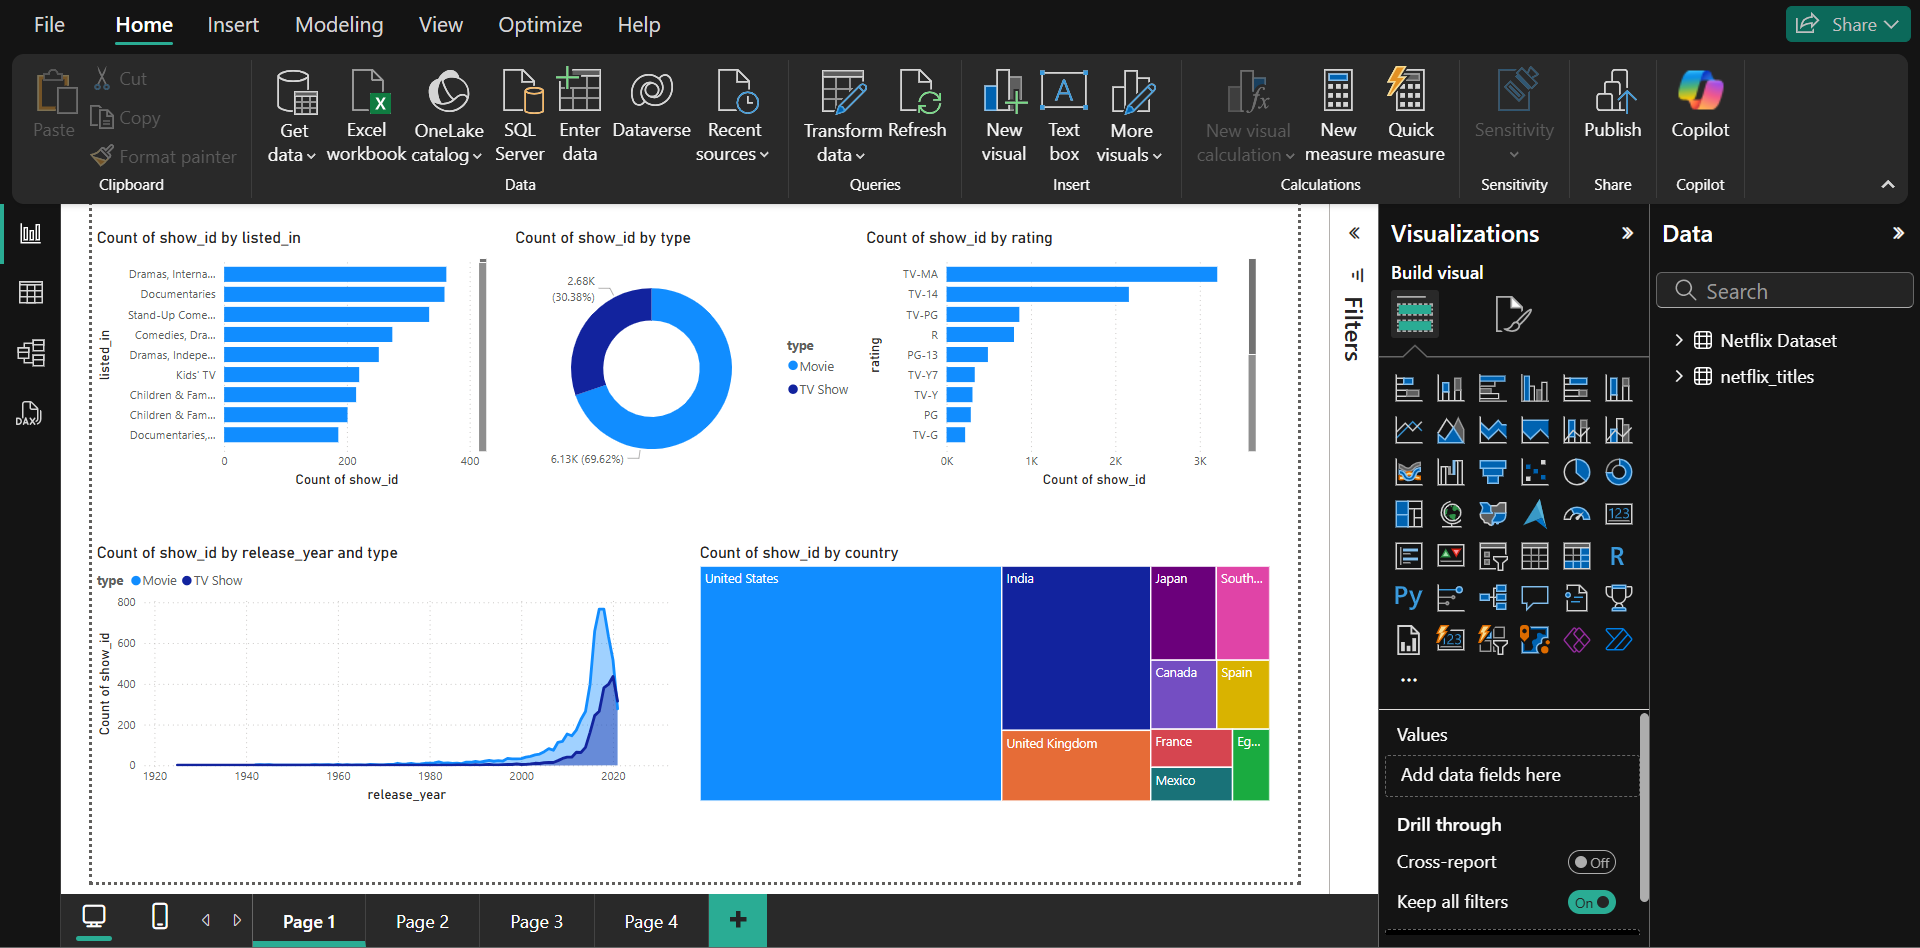 File Home Insert Modeling View Optimize Help Share
Paste
Cut
Copy
Format painter
Clipboard
Get data
Excel workbook
OneLake catalog
SQL Server
Enter data
Dataverse
Recent sources
Data
Transform data
Refresh
Queries
New visual
Text box
More visuals
Insert
New visual calculation
New measure
Quick measure
Calculations
Sensitivity
Sensitivity
Publish
Share
Copilot
Copilot
DAX
Count of show_id by listed_in
listed_in
Dramas, Interna...
Documentaries
Stand-Up Come...
Comedies, Dra...
Dramas, Indepe...
Kids' TV
Children & Fam...
Children & Fam...
Documentaries,...
0 200 400
Count of show_id
Count of show_id by type
2.68K
(30.38%)
6.13K (69.62%)
type
Movie
TV Show
Count of show_id by rating
rating
TV-MA
TV-14
TV-PG
R
PG-13
TV-Y7
TV-Y
PG
TV-G
0K 1K 2K 3K
Count of show_id
Count of show_id by release_year and type
type Movie TV Show
Count of show_id
800
600
400
200
0
1920 1940 1960 1980 2000 2020
release_year
Count of show_id by country
United States
India
United Kingdom
Japan
South...
Canada
Spain
France
Eg...
Mexico
Filters
Visualizations
Build visual
123
R
Py
123
...
Values
Add data fields here
Drill through
Cross-report Off
Keep all filters On
Data
Search
Netflix Dataset
netflix_titles
Page 1 Page 2 Page 3 Page 4 +